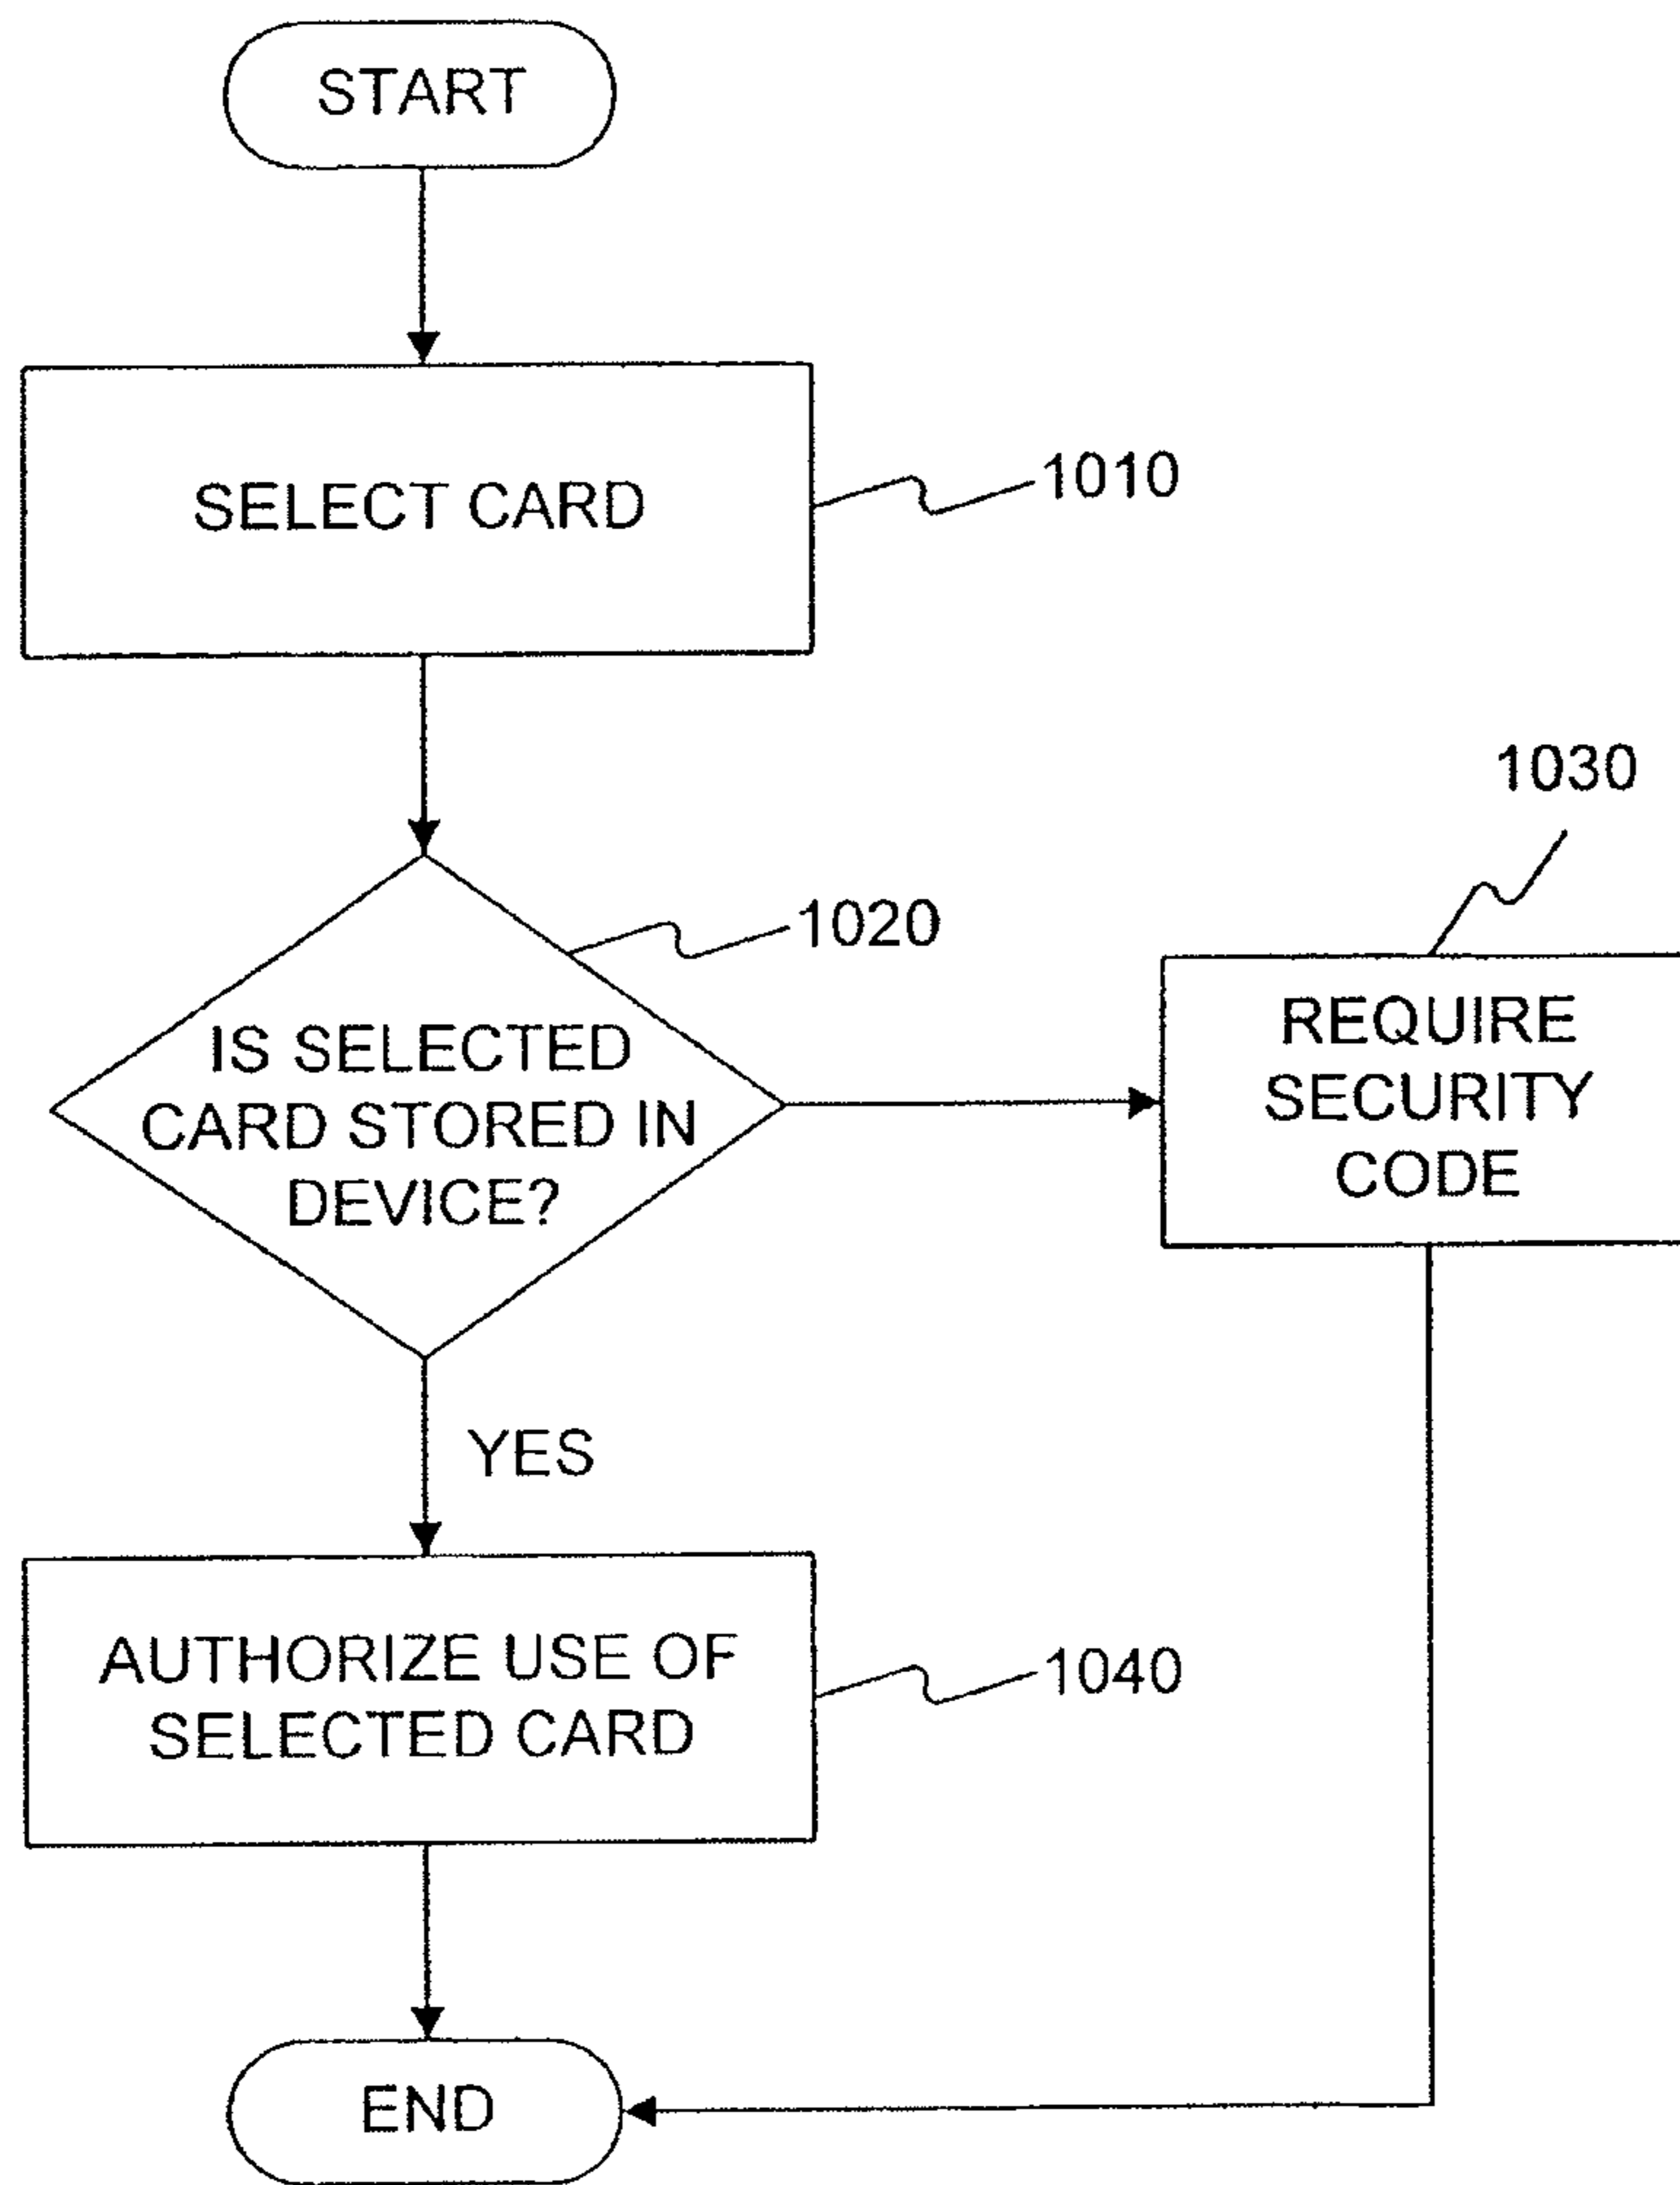 START
SELECT CARD
1010
1020
IS SELECTED
CARD STORED IN
DEVICE?
1030
REQUIRE
SECURITY
CODE
YES
AUTHORIZE USE OF
SELECTED CARD
1040
END